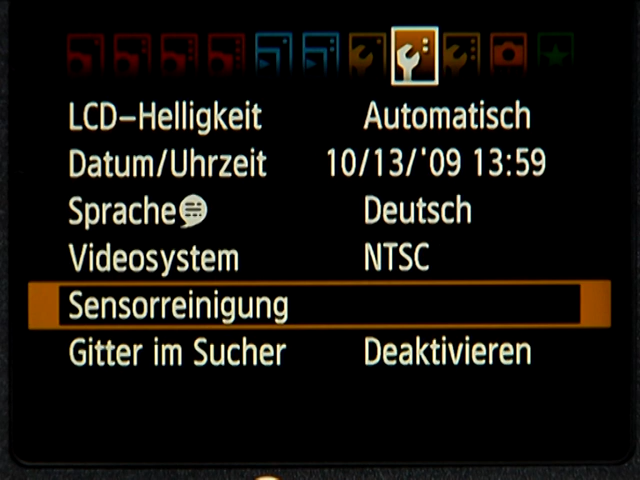 LCD-Helligkeit Automatisch
Datum/Uhrzeit 10/13/'09 13:59
Sprache Deutsch
Videosystem NTSC
Sensorreinigung
Gitter im Sucher Deaktivieren